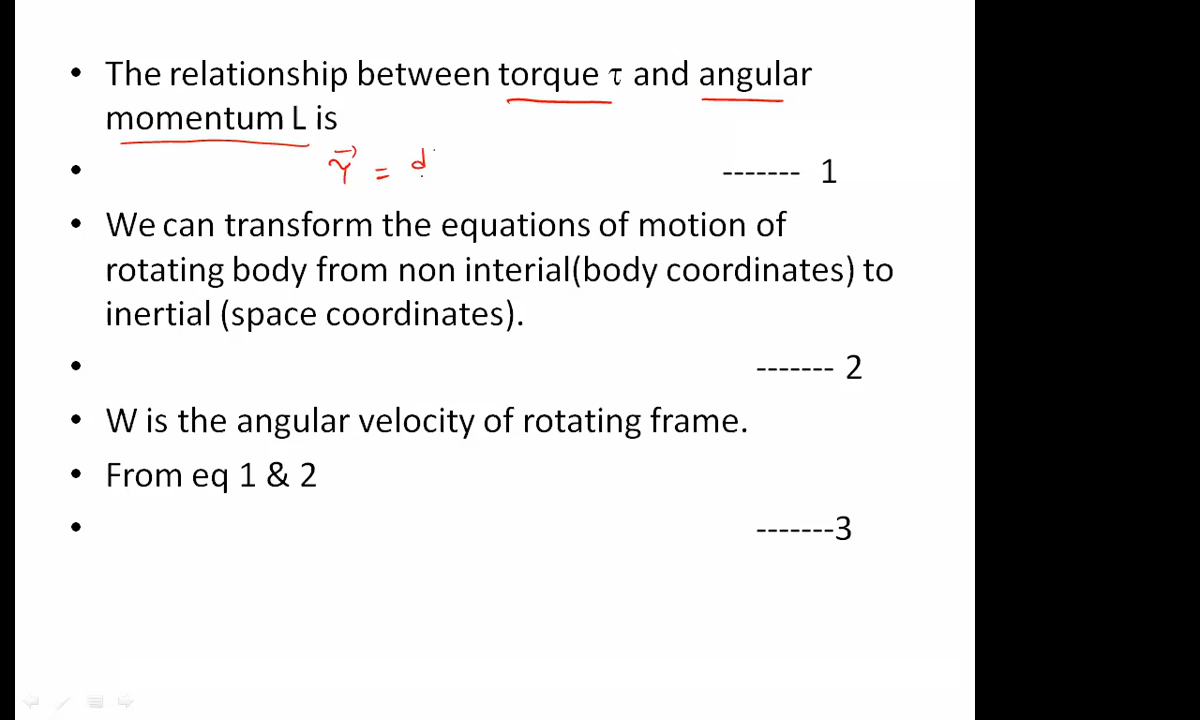 • The relationship between torque τ and angular
momentum L is
• τ⃗ = d ------- 1
• We can transform the equations of motion of
rotating body from non interial(body coordinates) to
inertial (space coordinates).
• ------- 2
• W is the angular velocity of rotating frame.
• From eq 1 & 2
• -------3